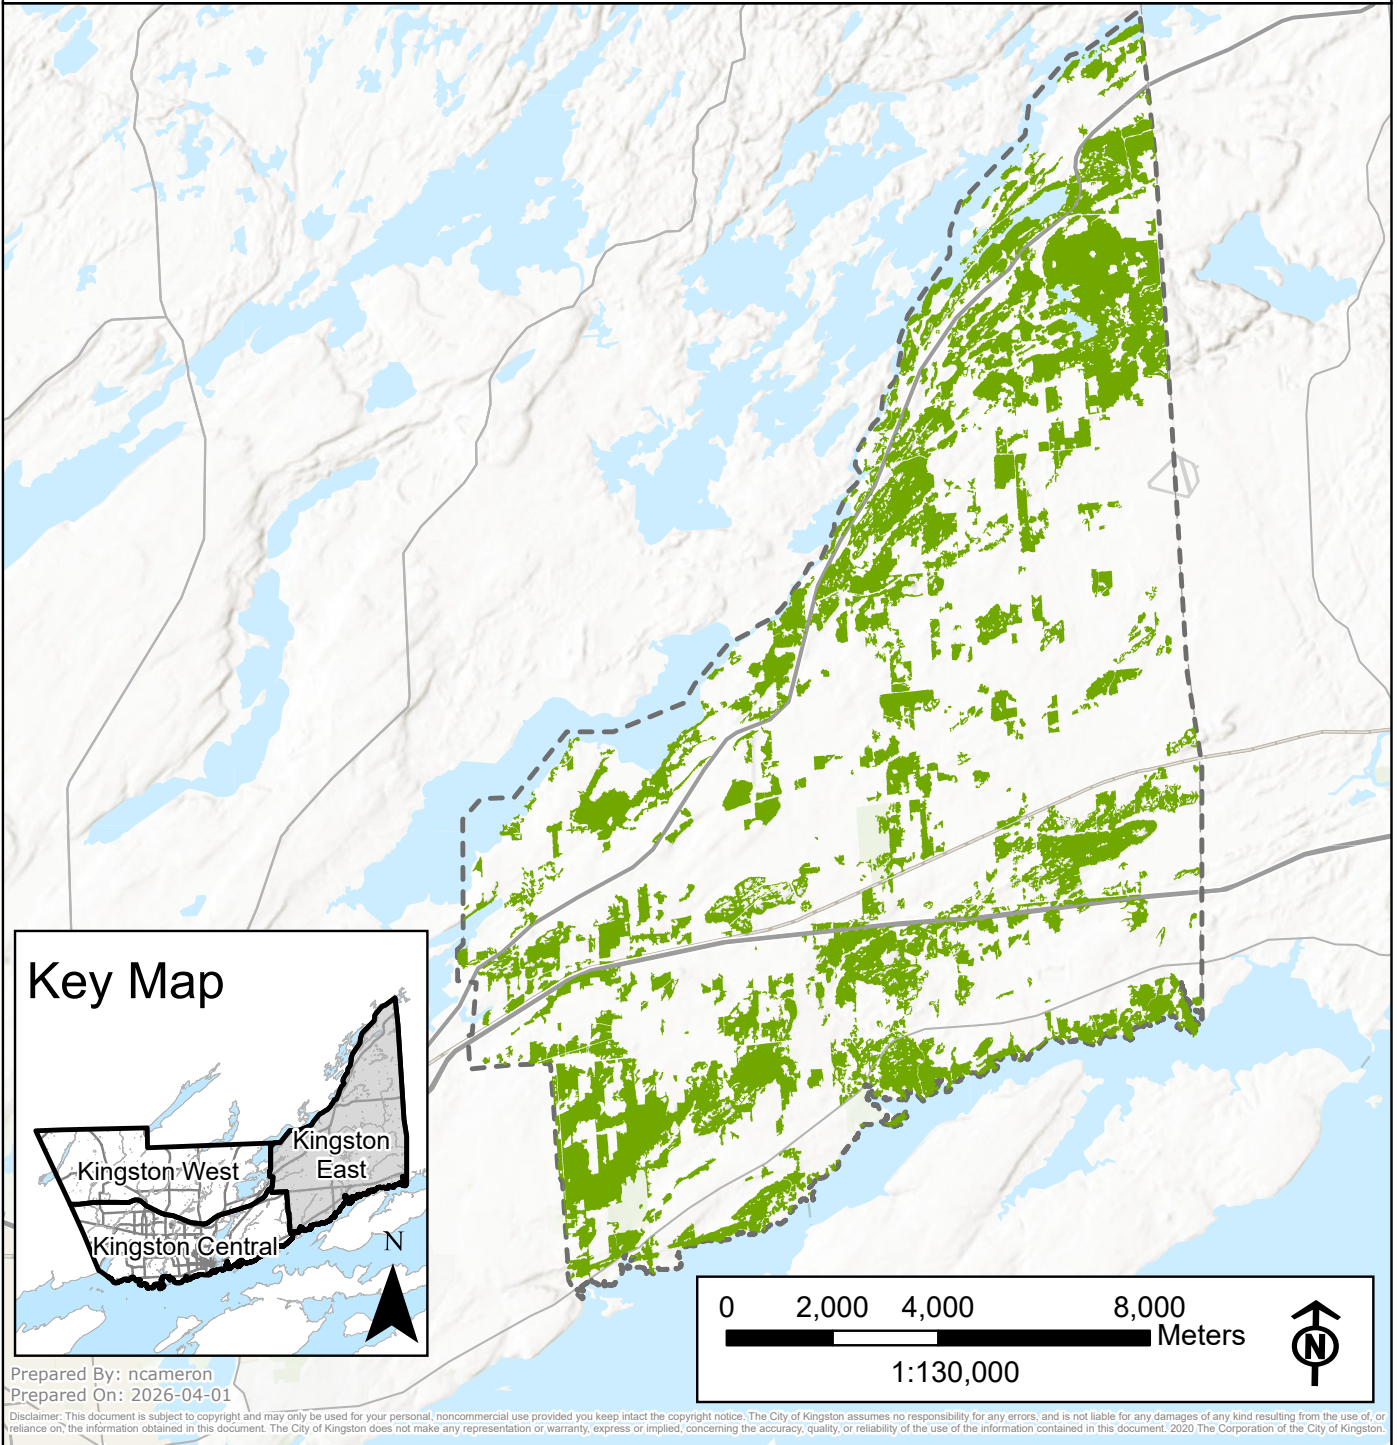 Key Map
Kingston
East
Kingston West
Kingston Central
N
0 2,000 4,000 8,000
Meters
1:130,000
N
Prepared By: ncameron
Prepared On: 2026-04-01
Disclaimer: This document is subject to copyright and may only be used for your personal, noncommercial use provided you keep intact the copyright notice. The City of Kingston assumes no responsibility for any errors, and is not liable for any damages of any kind resulting from the use of, or
reliance on, the information obtained in this document. The City of Kingston does not make any representation or warranty, express or implied, concerning the accuracy, quality, or reliability of the use of the information contained in this document. 2020 The Corporation of the City of Kingston.